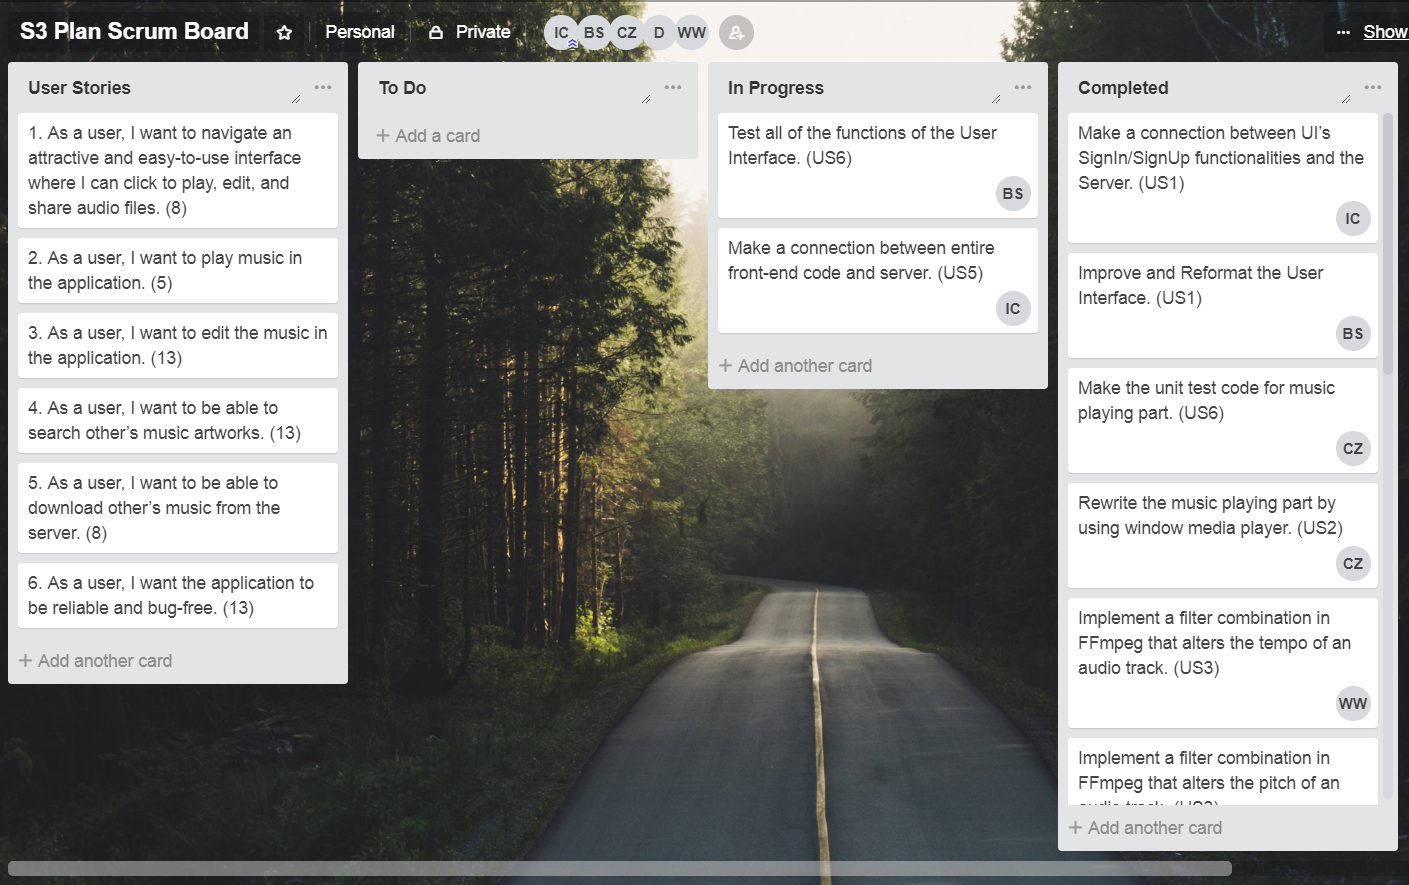 S3 Plan Scrum Board
Personal
Private
IC
BS
CZ
D
WW
Show
User Stories
1. As a user, I want to navigate an
attractive and easy-to-use interface
where I can click to play, edit, and
share audio files. (8)
2. As a user, I want to play music in
the application. (5)
3. As a user, I want to edit the music in
the application. (13)
4. As a user, I want to be able to
search other’s music artworks. (13)
5. As a user, I want to be able to
download other’s music from the
server. (8)
6. As a user, I want the application to
be reliable and bug-free. (13)
+ Add another card
To Do
+ Add a card
In Progress
Test all of the functions of the User
Interface. (US6)
BS
Make a connection between entire
front-end code and server. (US5)
IC
+ Add another card
Completed
Make a connection between UI’s
SignIn/SignUp functionalities and the
Server. (US1)
IC
Improve and Reformat the User
Interface. (US1)
BS
Make the unit test code for music
playing part. (US6)
CZ
Rewrite the music playing part by
using window media player. (US2)
CZ
Implement a filter combination in
FFmpeg that alters the tempo of an
audio track. (US3)
WW
Implement a filter combination in
FFmpeg that alters the pitch of an
audio track. (US3)
+ Add another card